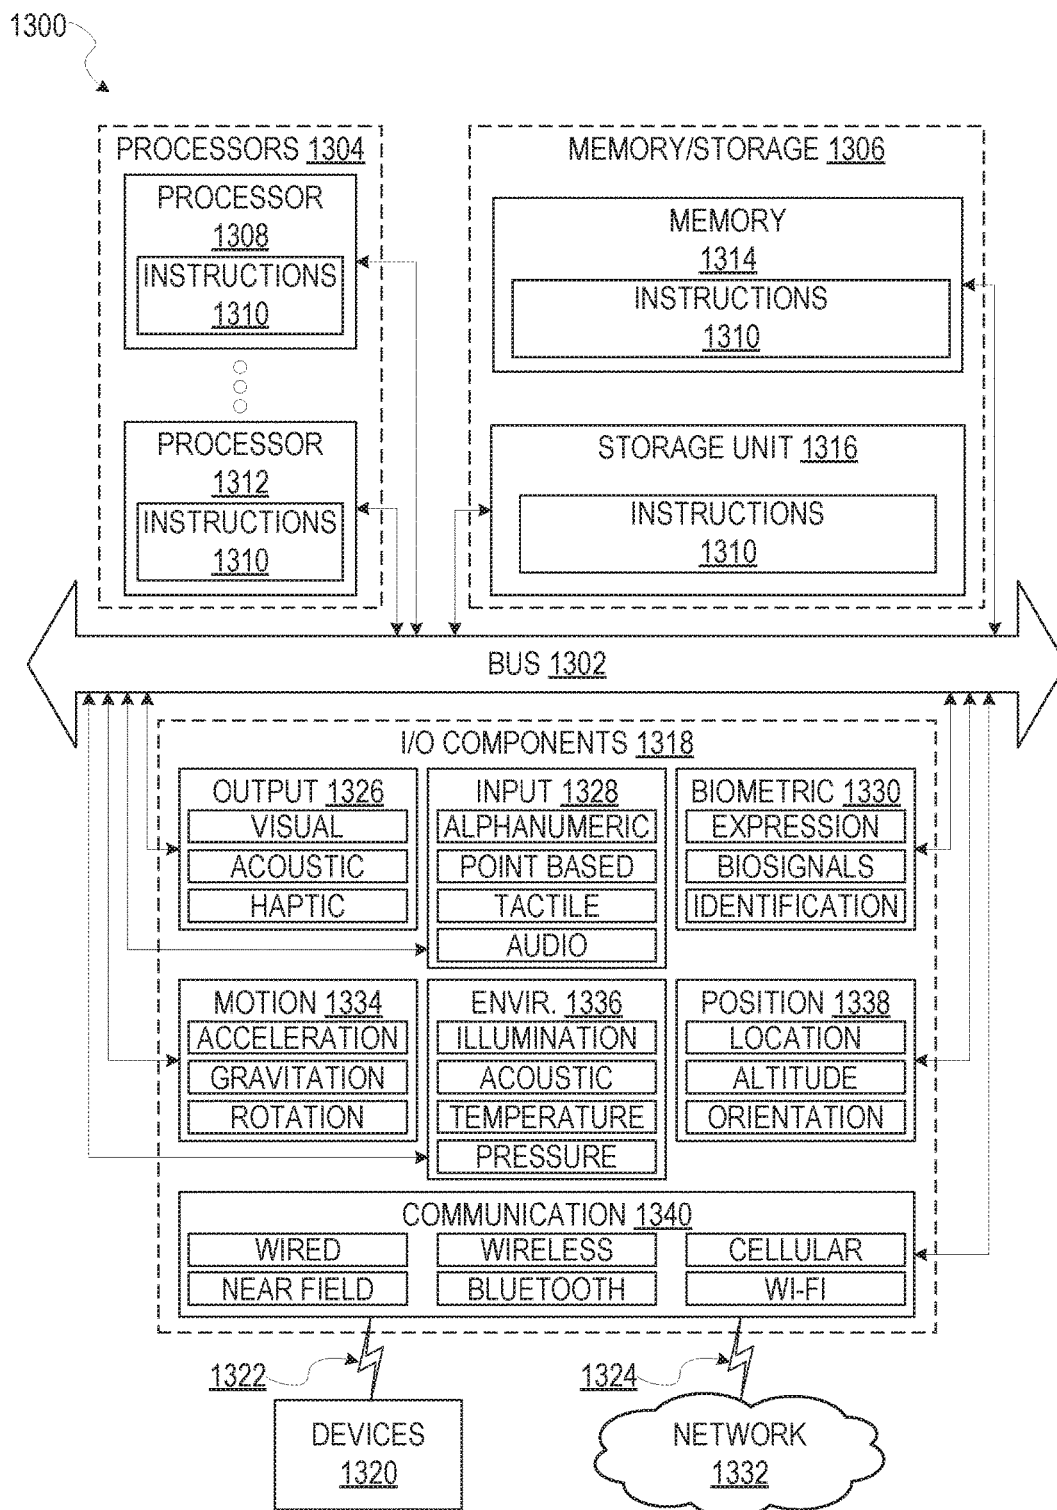 1300
PROCESSORS 1304
PROCESSOR
1308
INSTRUCTIONS
1310
PROCESSOR
1312
INSTRUCTIONS
1310
MEMORY/STORAGE 1306
MEMORY
1314
INSTRUCTIONS
1310
STORAGE UNIT 1316
INSTRUCTIONS
1310
BUS 1302
I/O COMPONENTS 1318
OUTPUT 1326
VISUAL
ACOUSTIC
HAPTIC
INPUT 1328
ALPHANUMERIC
POINT BASED
TACTILE
AUDIO
BIOMETRIC 1330
EXPRESSION
BIOSIGNALS
IDENTIFICATION
MOTION 1334
ACCELERATION
GRAVITATION
ROTATION
ENVIR. 1336
ILLUMINATION
ACOUSTIC
TEMPERATURE
PRESSURE
POSITION 1338
LOCATION
ALTITUDE
ORIENTATION
COMMUNICATION 1340
WIRED
WIRELESS
CELLULAR
NEAR FIELD
BLUETOOTH
WI-FI
1322
1324
DEVICES
1320
NETWORK
1332